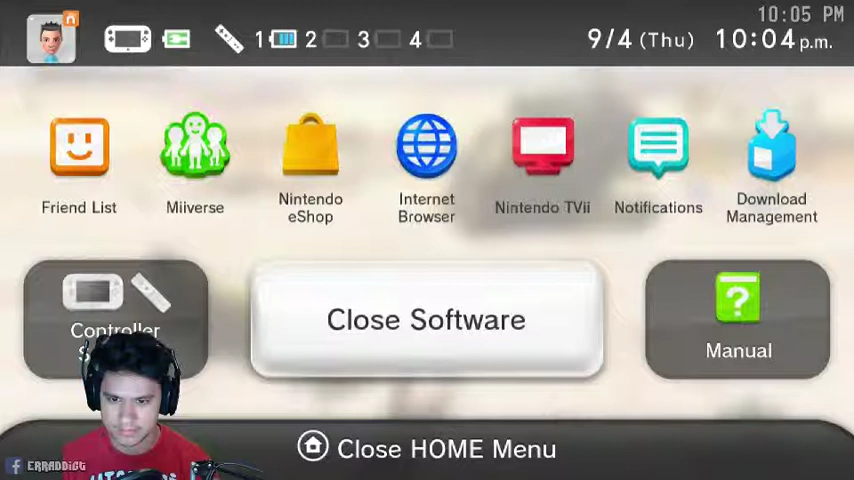 10:05 PM
1 2 3 4 9/4 (Thu) 10:04 p.m.
Friend List
Miiverse
Nintendo
eShop
Internet
Browser
Nintendo TVii
Notifications
Download
Management
Controller
Close Software
Manual
Close HOME Menu
f ERRADDiCT